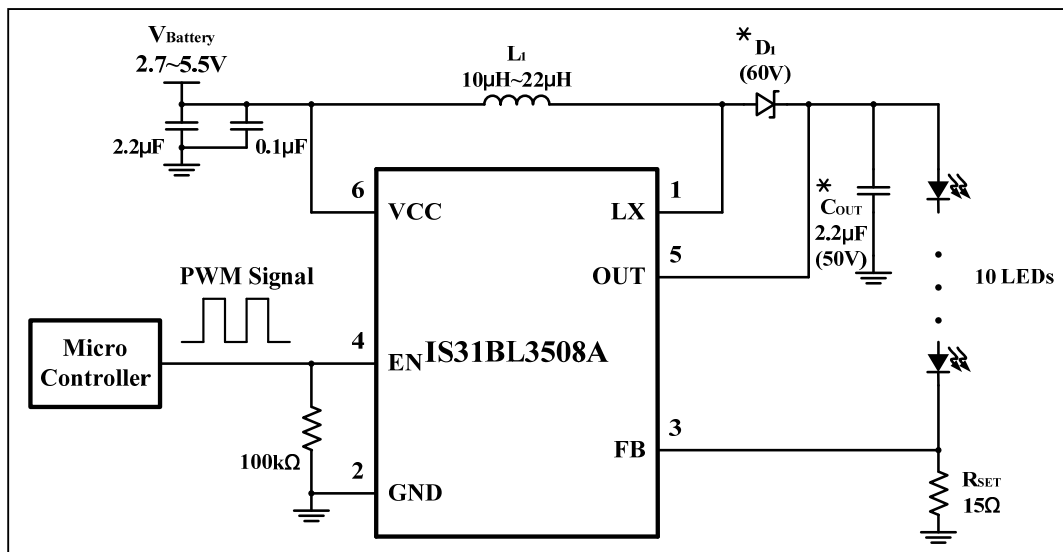 VBattery
2.7~5.5V
2.2µF
0.1µF
L1
10µH~22µH
*D1
(60V)
6
VCC
LX
1
*COUT
2.2µF
(50V)
5
OUT
10 LEDs
PWM Signal
Micro
Controller
4
EN
IS31BL3508A
3
FB
100kΩ
2
GND
RSET
15Ω